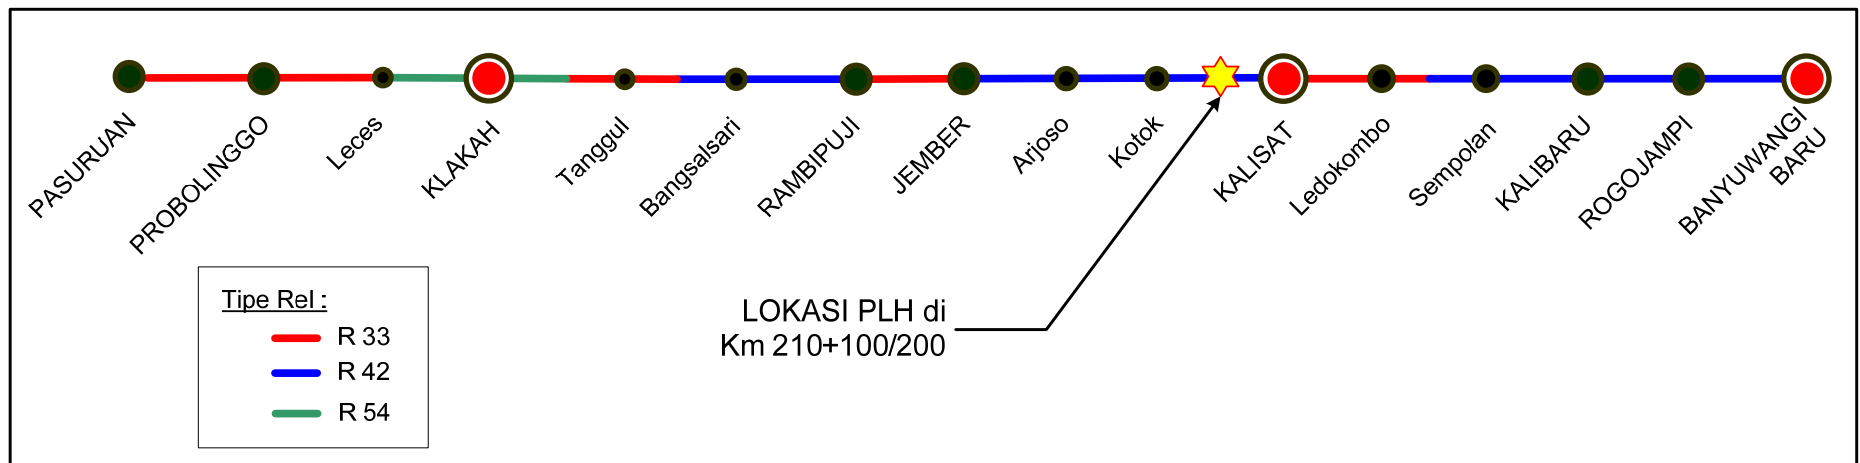 PASURUAN
PROBOLINGGO
Leces
KLAKAH
Tanggul
Bangsalsari
RAMBIPUJI
JEMBER
Arjoso
Kotok
KALISAT
Ledokombo
Sempolan
KALIBARU
ROGOJAMPI
BANYUWANGI
BARU
Tipe Rel :
R 33
R 42
R 54
LOKASI PLH di
Km 210+100/200